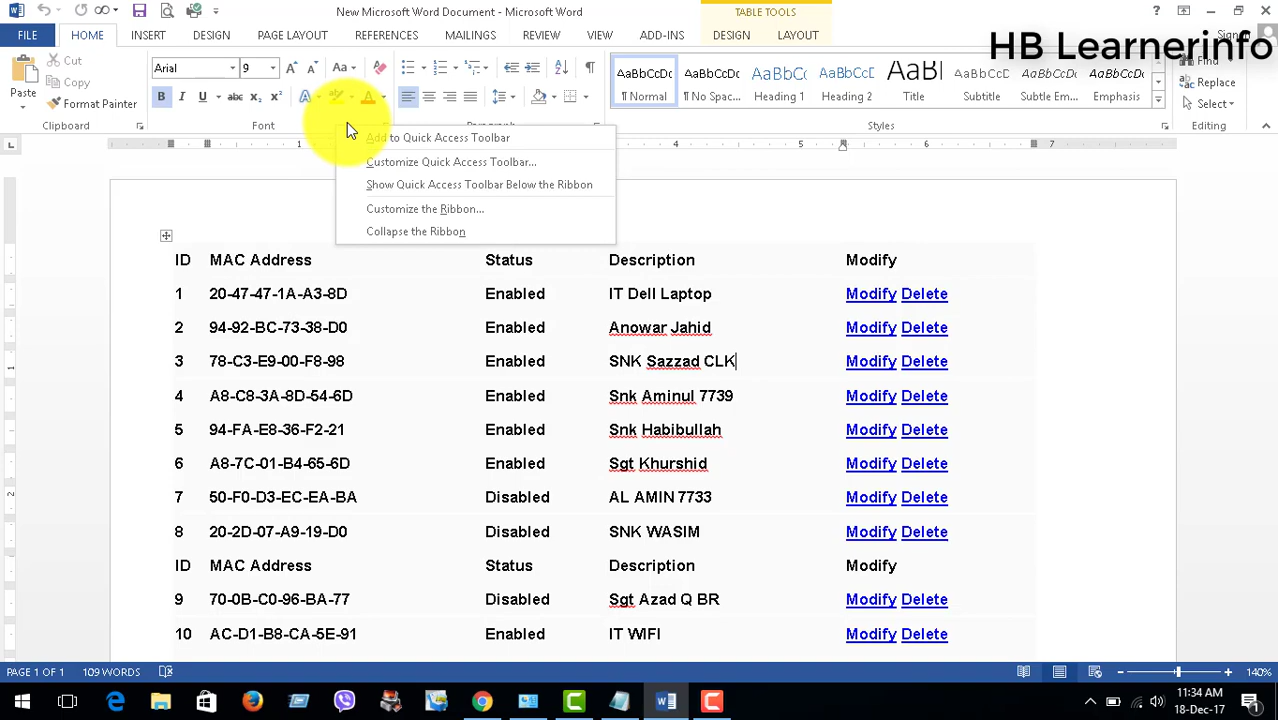 New Microsoft Word Document - Microsoft Word
TABLE TOOLS
FILE HOME INSERT DESIGN PAGE LAYOUT REFERENCES MAILINGS REVIEW VIEW ADD-INS DESIGN LAYOUT
HB Learnerinfo
Paste
Cut
Copy
Format Painter
Clipboard
Arial 9
Font
AaBbCcDc AaBbCcDc AaBbCc AaBbCcC AaBl AaBbCcD AaBbCcDc AaBbCcDc
¶ Normal ¶ No Spac... Heading 1 Heading 2 Title Subtitle Subtle Em... Emphasis
Styles
Find
Replace
Select
Editing
Add to Quick Access Toolbar
Customize Quick Access Toolbar...
Show Quick Access Toolbar Below the Ribbon
Customize the Ribbon...
Collapse the Ribbon
ID MAC Address Status Description Modify
1 20-47-47-1A-A3-8D Enabled IT Dell Laptop Modify Delete
2 94-92-BC-73-38-D0 Enabled Anowar Jahid Modify Delete
3 78-C3-E9-00-F8-98 Enabled SNK Sazzad CLK Modify Delete
4 A8-C8-3A-8D-54-6D Enabled Snk Aminul 7739 Modify Delete
5 94-FA-E8-36-F2-21 Enabled Snk Habibullah Modify Delete
6 A8-7C-01-B4-65-6D Enabled Sgt Khurshid Modify Delete
7 50-F0-D3-EC-EA-BA Disabled AL AMIN 7733 Modify Delete
8 20-2D-07-A9-19-D0 Disabled SNK WASIM Modify Delete
ID MAC Address Status Description Modify
9 70-0B-C0-96-BA-77 Disabled Sgt Azad Q BR Modify Delete
10 AC-D1-B8-CA-5E-91 Enabled IT WIFI Modify Delete
PAGE 1 OF 1 109 WORDS 140%
11:34 AM
18-Dec-17